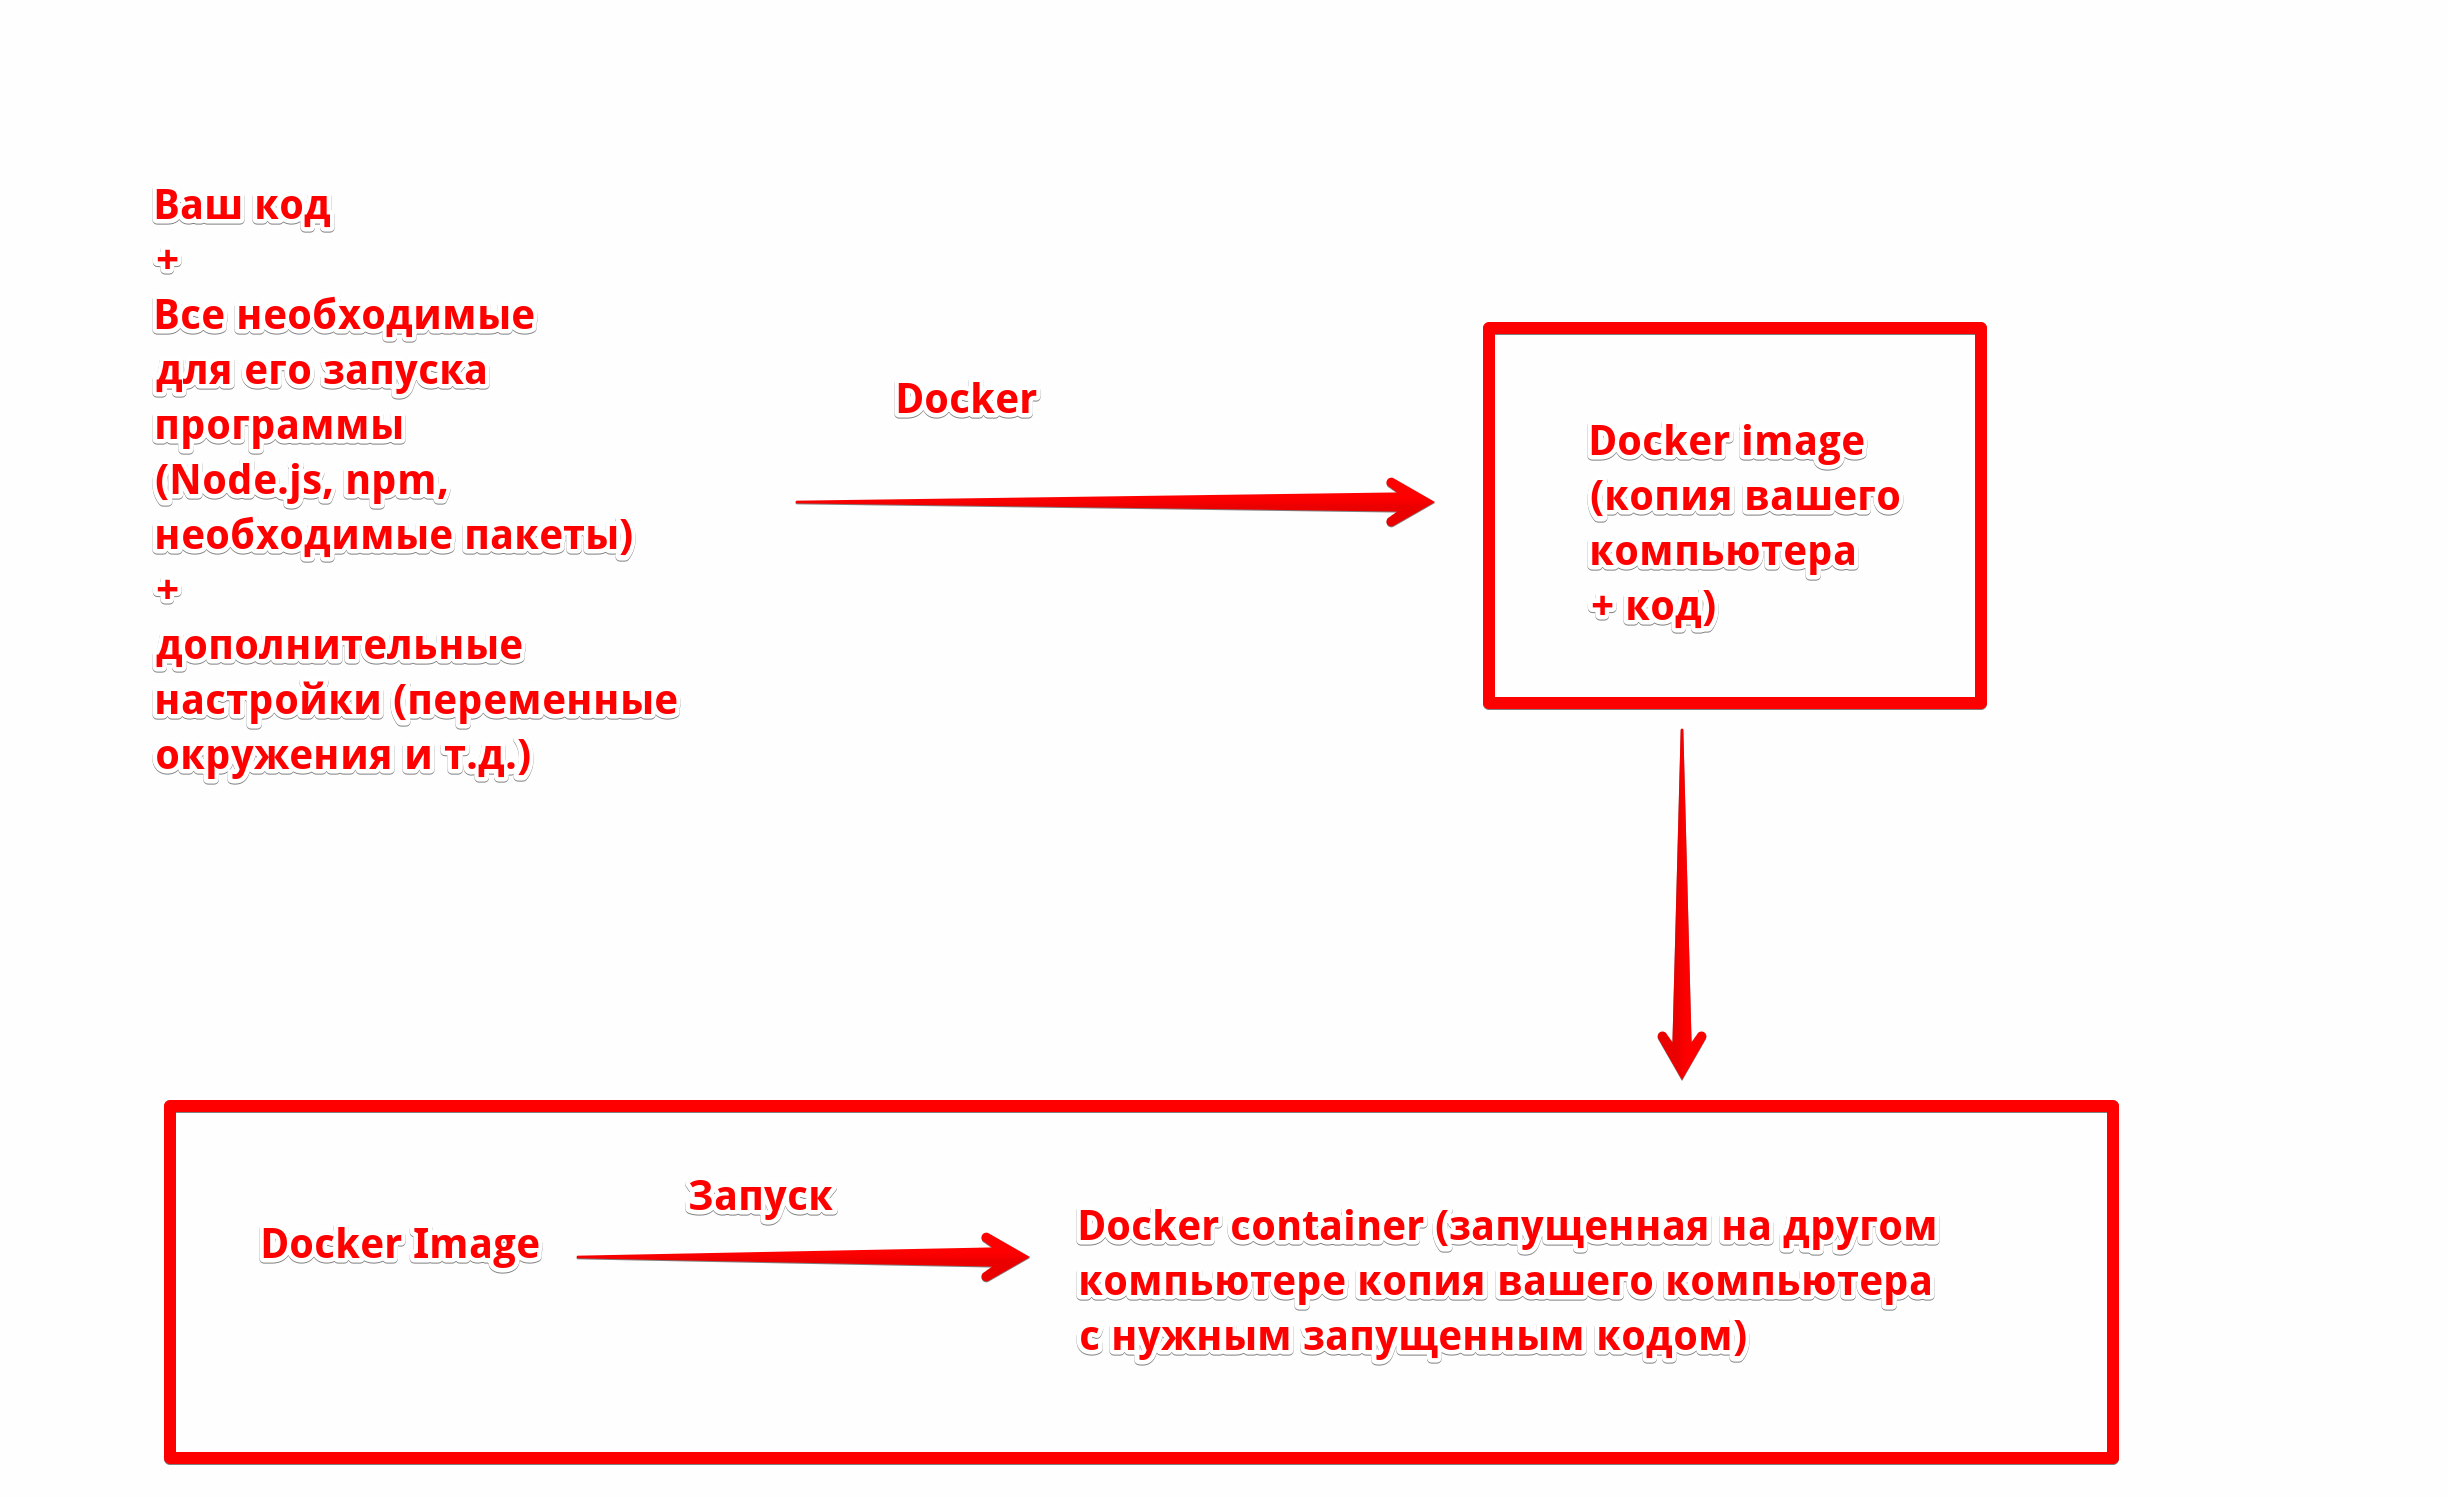 Ваш код
+
Все необходимые
для его запуска
программы
(Node.js, npm,
необходимые пакеты)
+
дополнительные
настройки (переменные
окружения и т.д.)
Docker
Docker image
(копия вашего
компьютера
+ код)
Docker Image
Запуск
Docker container (запущенная на другом
компьютере копия вашего компьютера
с нужным запущенным кодом)